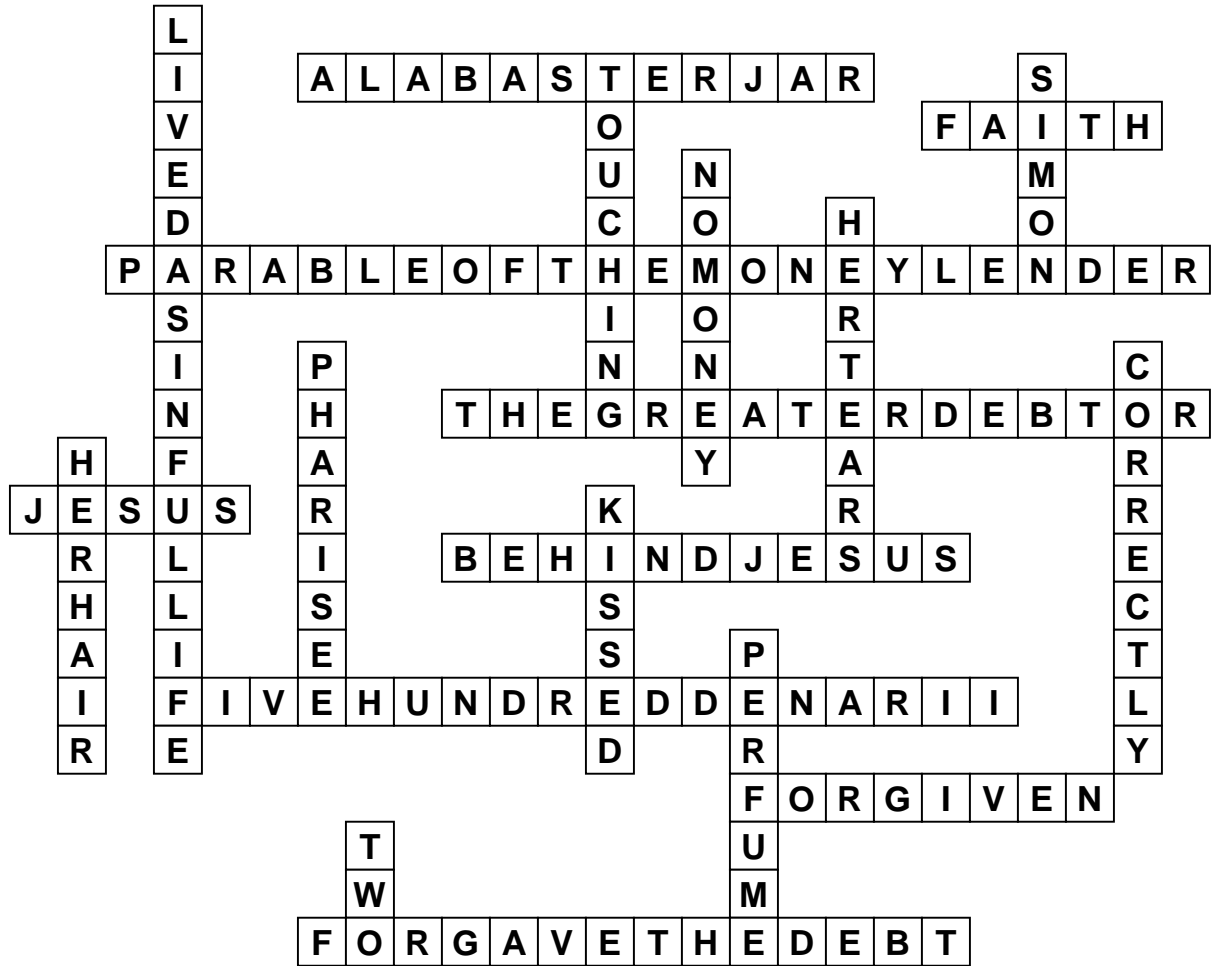 LIVEDASINFULLIFE
ALABASTERJAR
TOUCHING
SIMON
FAITH
NOMONEY
HERTEARS
PARABLEOFTHEMONEYLENDER
PHARISEE
CORRECTLY
THEGREATERDEBTOR
HERHAIR
JESUS
KISSED
BEHINDJESUS
PERFUME
FIVEHUNDREDDENARII
FORGIVEN
TWO
FORGAVETHEDEBT